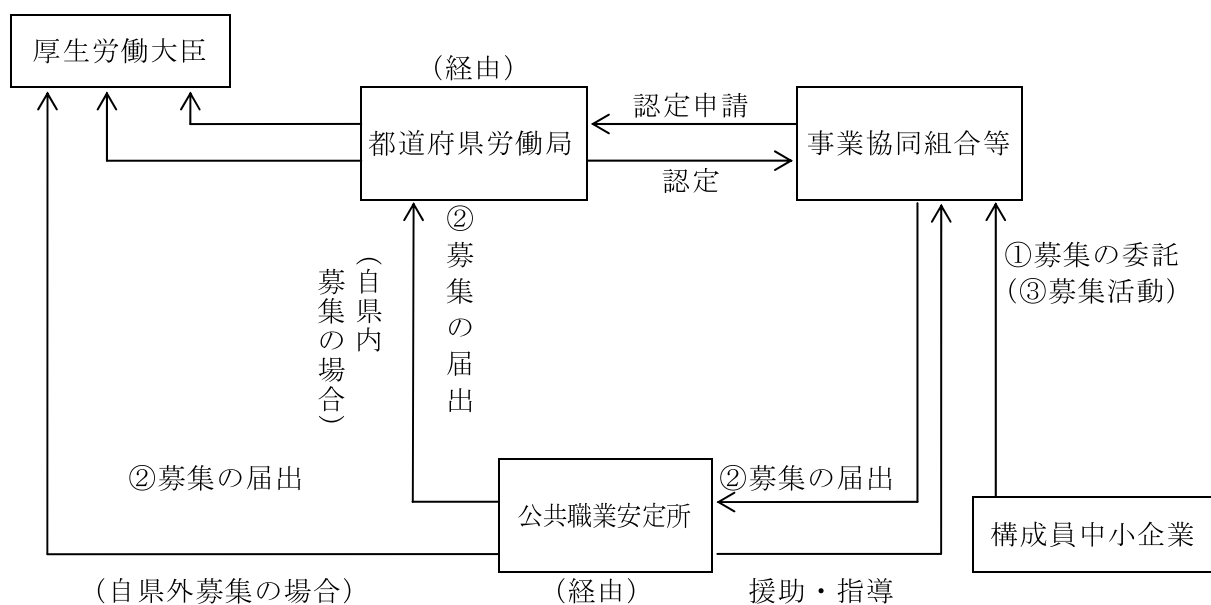 厚生労働大臣
（経由）
都道府県労働局
認定申請
認定
事業協同組合等
①募集の委託
（③募集活動）
②募集の届出
（自県内
募集の場合）
②募集の届出
公共職業安定所
②募集の届出
構成員中小企業
（自県外募集の場合）
（経由）
援助・指導